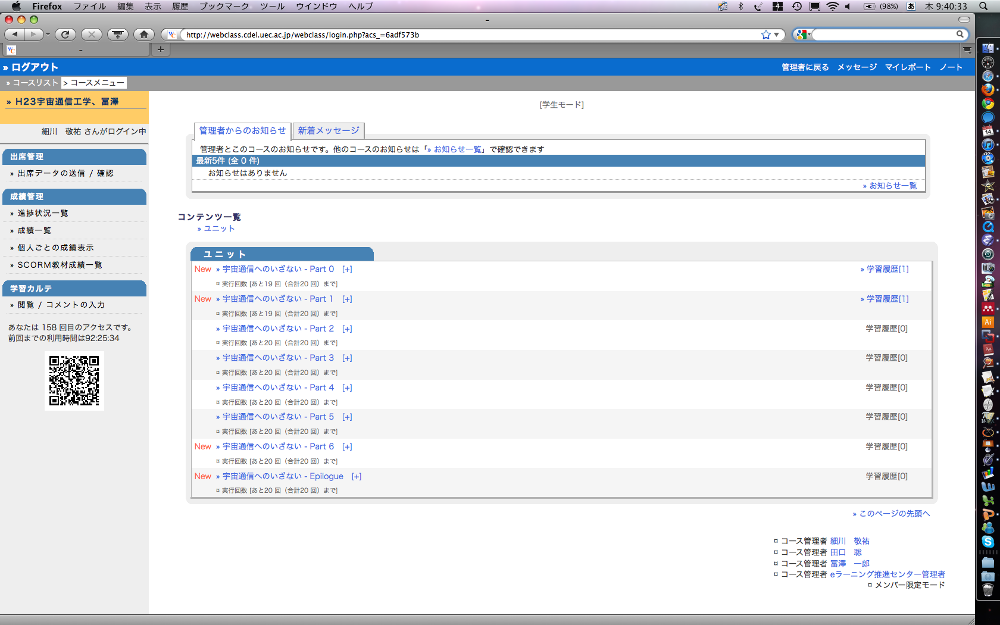 Firefox ファイル 編集 表示 履歴 ブックマーク ツール ウインドウ ヘルプ 4 (98%) あ 木 9:40:33
–
http://webclass.cdel.uec.ac.jp/webclass/login.php?acs_=6adf573b
–
» ログアウト 管理者に戻る メッセージ マイレポート ノート
» コースリスト > コースメニュー
» H23宇宙通信工学、冨澤
細川　敬祐 さんがログイン中
出席管理
» 出席データの送信 / 確認
成績管理
» 進捗状況一覧
» 成績一覧
» 個人ごとの成績表示
» SCORM教材成績一覧
学習カルテ
» 閲覧 / コメントの入力
あなたは 158 回目のアクセスです。
前回までの利用時間は92:25:34
[学生モード]
管理者からのお知らせ 新着メッセージ
管理者とこのコースのお知らせです。他のコースのお知らせは「» お知らせ一覧」で確認できます
最新5件 (全 0 件)
お知らせはありません
» お知らせ一覧
コンテンツ一覧
» ユニット
ユニット
New » 宇宙通信へのいざない - Part 0 [+] » 学習履歴[1]
¤ 実行回数 [あと19 回（合計20 回）まで]
New » 宇宙通信へのいざない - Part 1 [+] » 学習履歴[1]
¤ 実行回数 [あと19 回（合計20 回）まで]
» 宇宙通信へのいざない - Part 2 [+] 学習履歴[0]
¤ 実行回数 [あと20 回（合計20 回）まで]
» 宇宙通信へのいざない - Part 3 [+] 学習履歴[0]
¤ 実行回数 [あと20 回（合計20 回）まで]
» 宇宙通信へのいざない - Part 4 [+] 学習履歴[0]
¤ 実行回数 [あと20 回（合計20 回）まで]
» 宇宙通信へのいざない - Part 5 [+] 学習履歴[0]
¤ 実行回数 [あと20 回（合計20 回）まで]
New » 宇宙通信へのいざない - Part 6 [+] 学習履歴[0]
¤ 実行回数 [あと20 回（合計20 回）まで]
New » 宇宙通信へのいざない - Epilogue [+] 学習履歴[0]
¤ 実行回数 [あと20 回（合計20 回）まで]
» このページの先頭へ
¤ コース管理者 細川　敬祐
¤ コース管理者 田口　聡
¤ コース管理者 冨澤　一郎
¤ コース管理者 eラーニング推進センター管理者
¤ メンバー限定モード
14
Ai
Aa